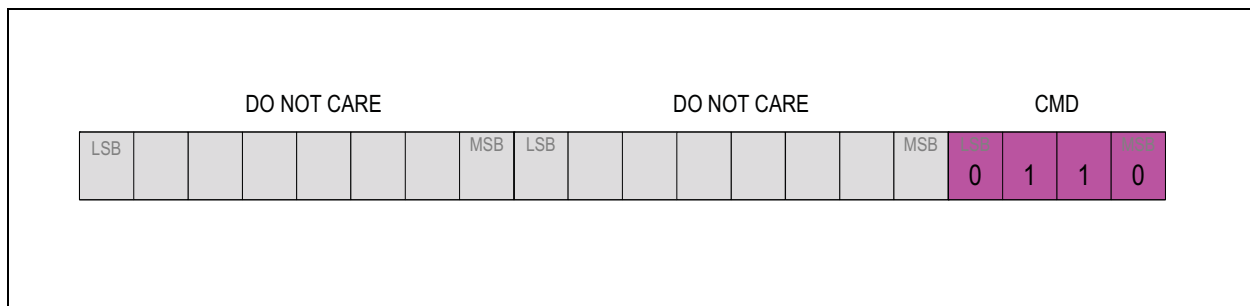 DO NOT CARE DO NOT CARE CMD
LSB MSB LSB MSB LSB MSB
0 1 1 0